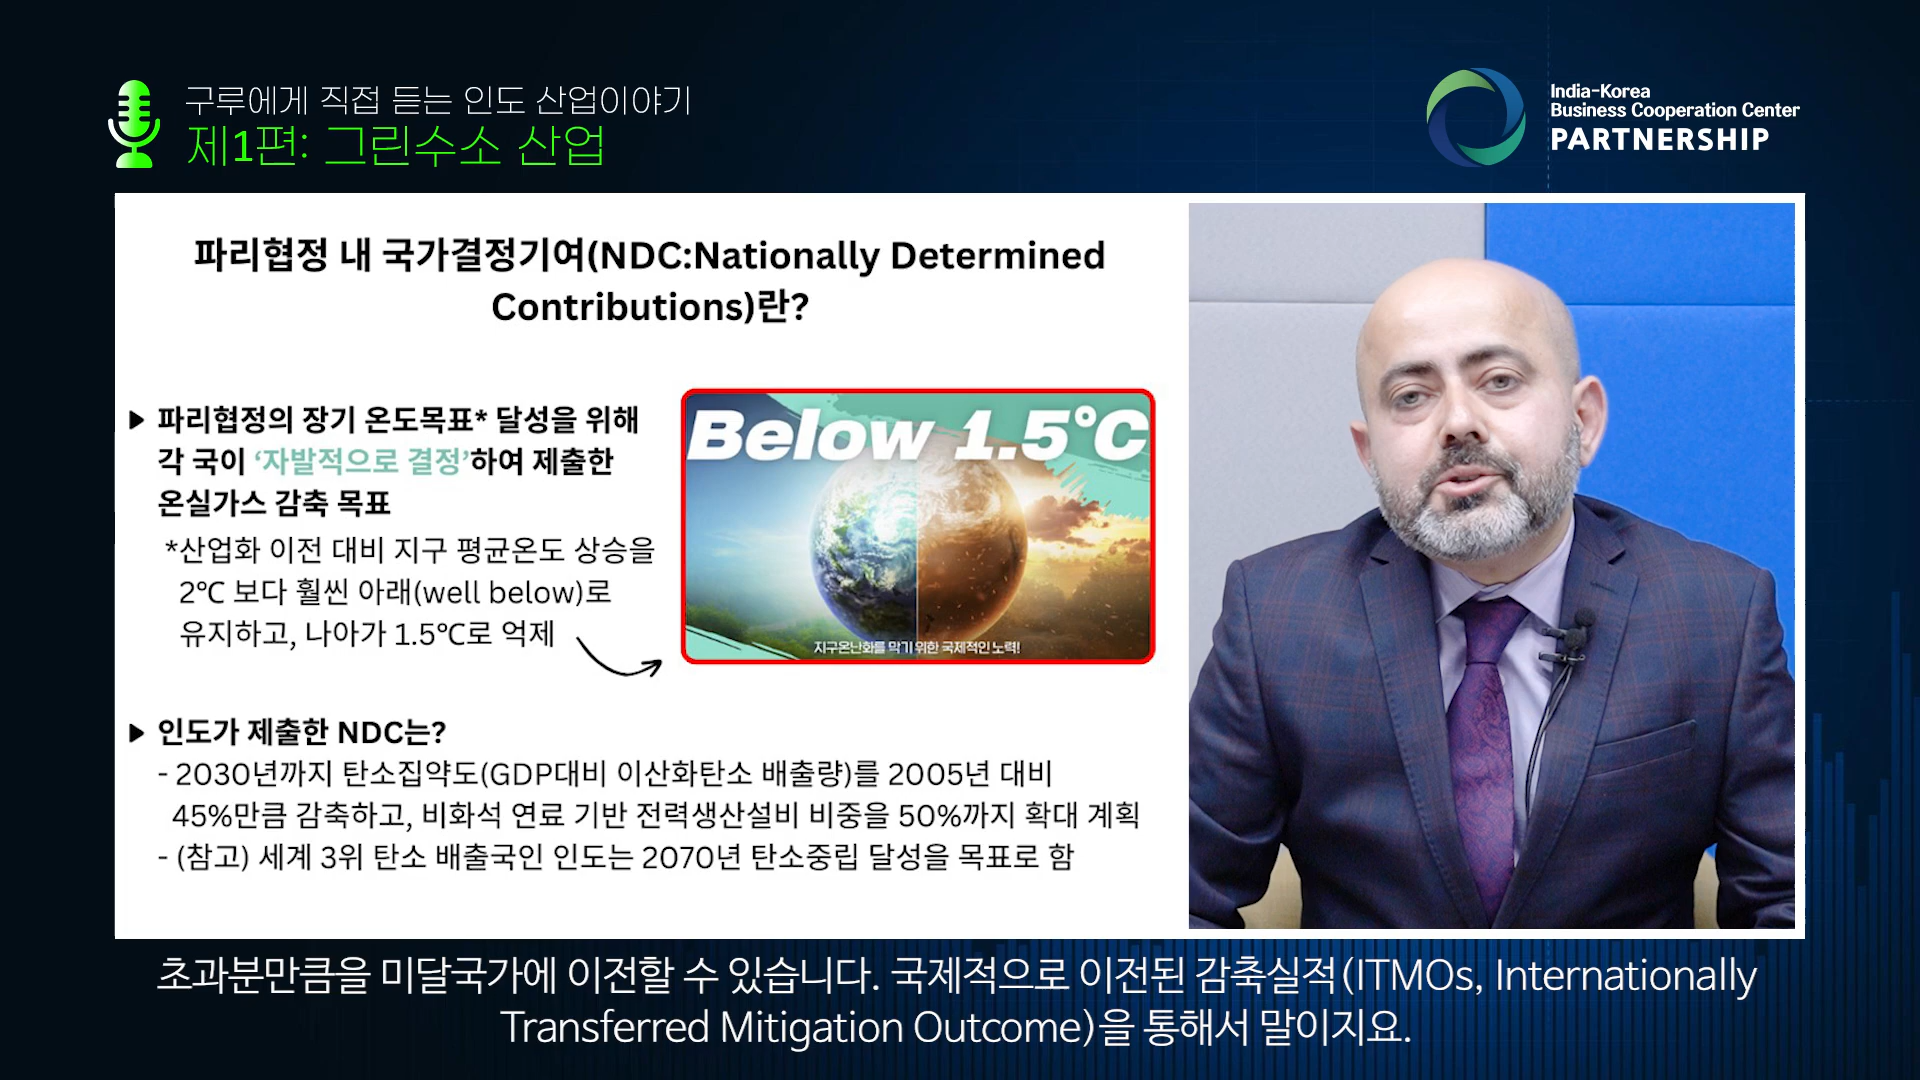 구루에게 직접 듣는 인도 산업이야기
제1편: 그린수소 산업
India-Korea
Business Cooperation Center
PARTNERSHIP
파리협정 내 국가결정기여(NDC:Nationally Determined
Contributions)란?
▶ 파리협정의 장기 온도목표* 달성을 위해
각 국이 ‘자발적으로 결정’하여 제출한
온실가스 감축 목표
*산업화 이전 대비 지구 평균온도 상승을
2℃ 보다 훨씬 아래(well below)로
유지하고, 나아가 1.5℃로 억제
Below 1.5℃
지구온난화를 막기 위한 국제적인 노력!
▶ 인도가 제출한 NDC는?
- 2030년까지 탄소집약도(GDP대비 이산화탄소 배출량)를 2005년 대비
45%만큼 감축하고, 비화석 연료 기반 전력생산설비 비중을 50%까지 확대 계획
- (참고) 세계 3위 탄소 배출국인 인도는 2070년 탄소중립 달성을 목표로 함
초과분만큼을 미달국가에 이전할 수 있습니다. 국제적으로 이전된 감축실적(ITMOs, Internationally
Transferred Mitigation Outcome)을 통해서 말이지요.